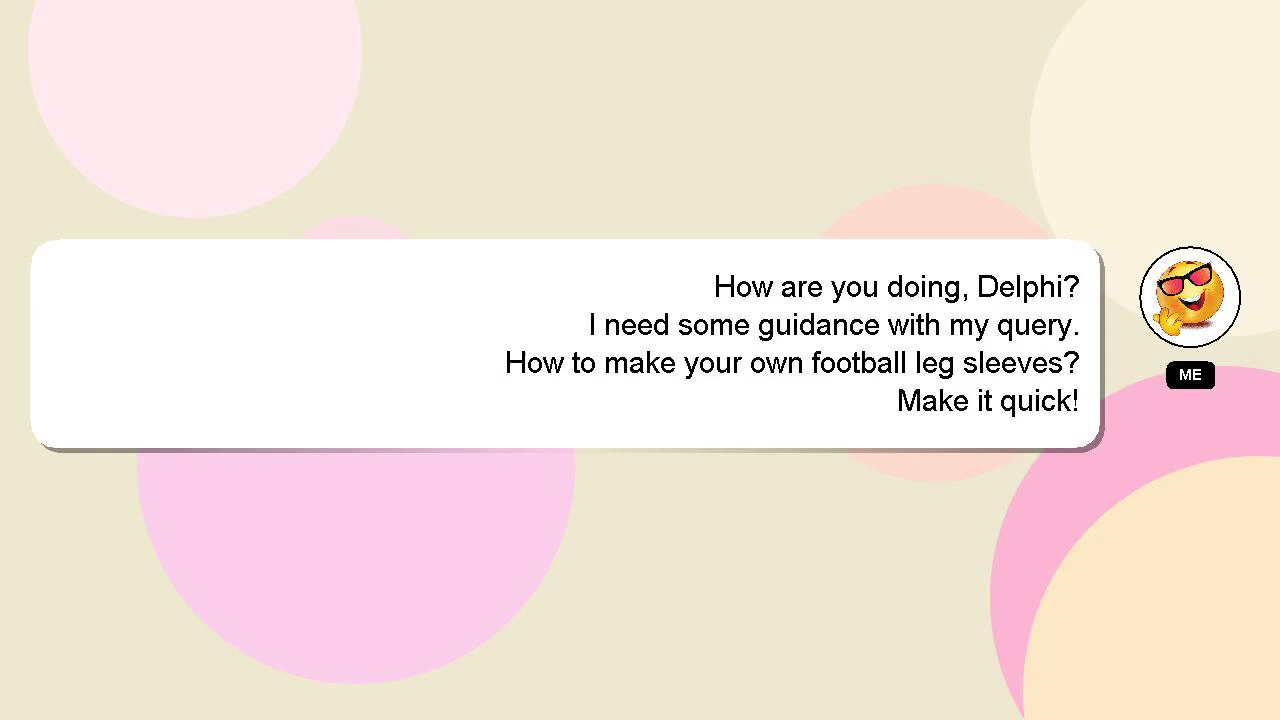 How are you doing, Delphi?
I need some guidance with my query.
How to make your own football leg sleeves?
Make it quick!
ME